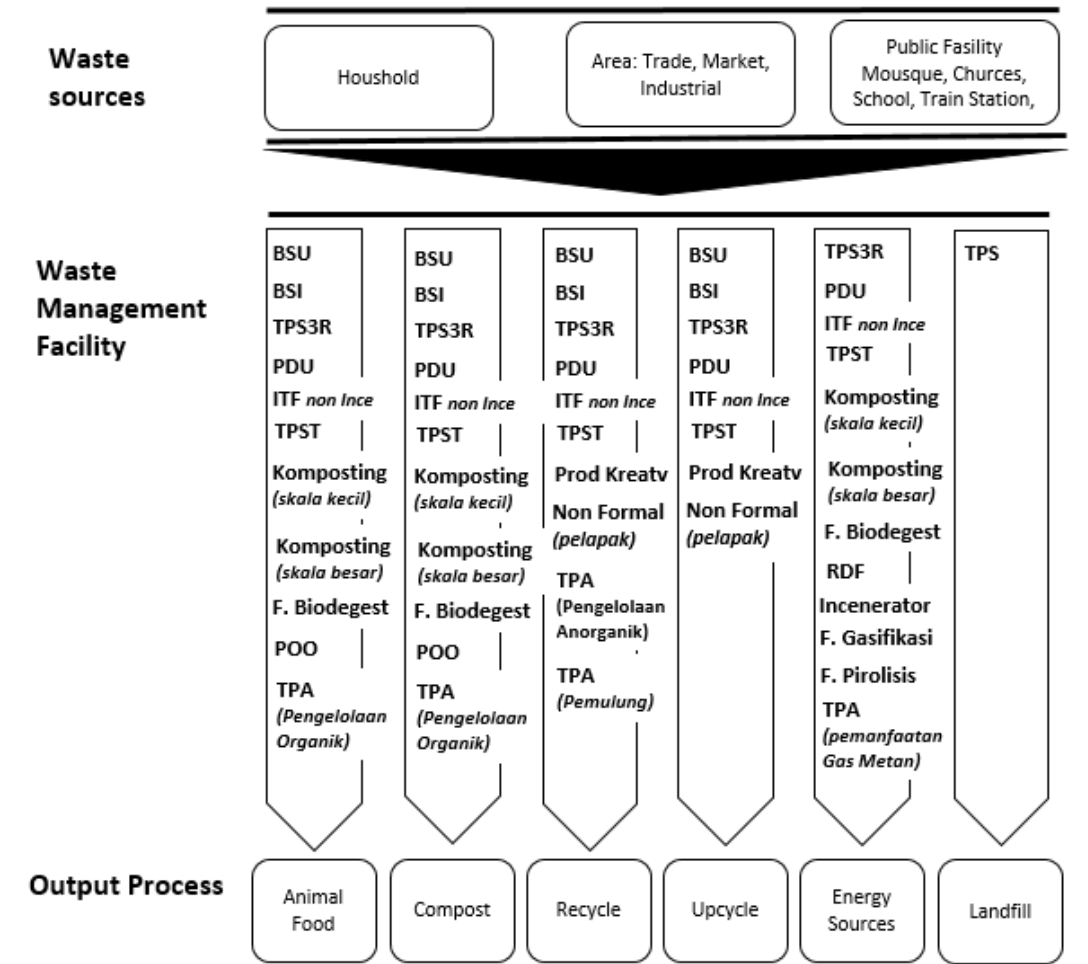 Waste
sources
Houshold
Area: Trade, Market,
Industrial
Public Fasility
Mousque, Churces,
School, Train Station,
Waste
Management
Facility
BSU
BSI
TPS3R
PDU
ITF non Ince
TPST
Komposting
(skala kecil)
Komposting
(skala besar)
F. Biodegest
POO
TPA
(Pengelolaan
Organik)
BSU
BSI
TPS3R
PDU
ITF non Ince
TPST
Komposting
(skala kecil)
Komposting
(skala besar)
F. Biodegest
POO
TPA
(Pengelolaan
Organik)
BSU
BSI
TPS3R
PDU
ITF non Ince
TPST
Prod Kreatv
Non Formal
(pelapak)
TPA
(Pengelolaan
Anorganik)
TPA
(Pemulung)
BSU
BSI
TPS3R
PDU
ITF non Ince
TPST
Prod Kreatv
Non Formal
(pelapak)
TPS3R
PDU
ITF non Ince
TPST
Komposting
(skala kecil)
Komposting
(skala besar)
F. Biodegest
RDF
Incenerator
F. Gasifikasi
F. Pirolisis
TPA
(pemanfaatan
Gas Metan)
TPS
Output Process
Animal
Food
Compost
Recycle
Upcycle
Energy
Sources
Landfill